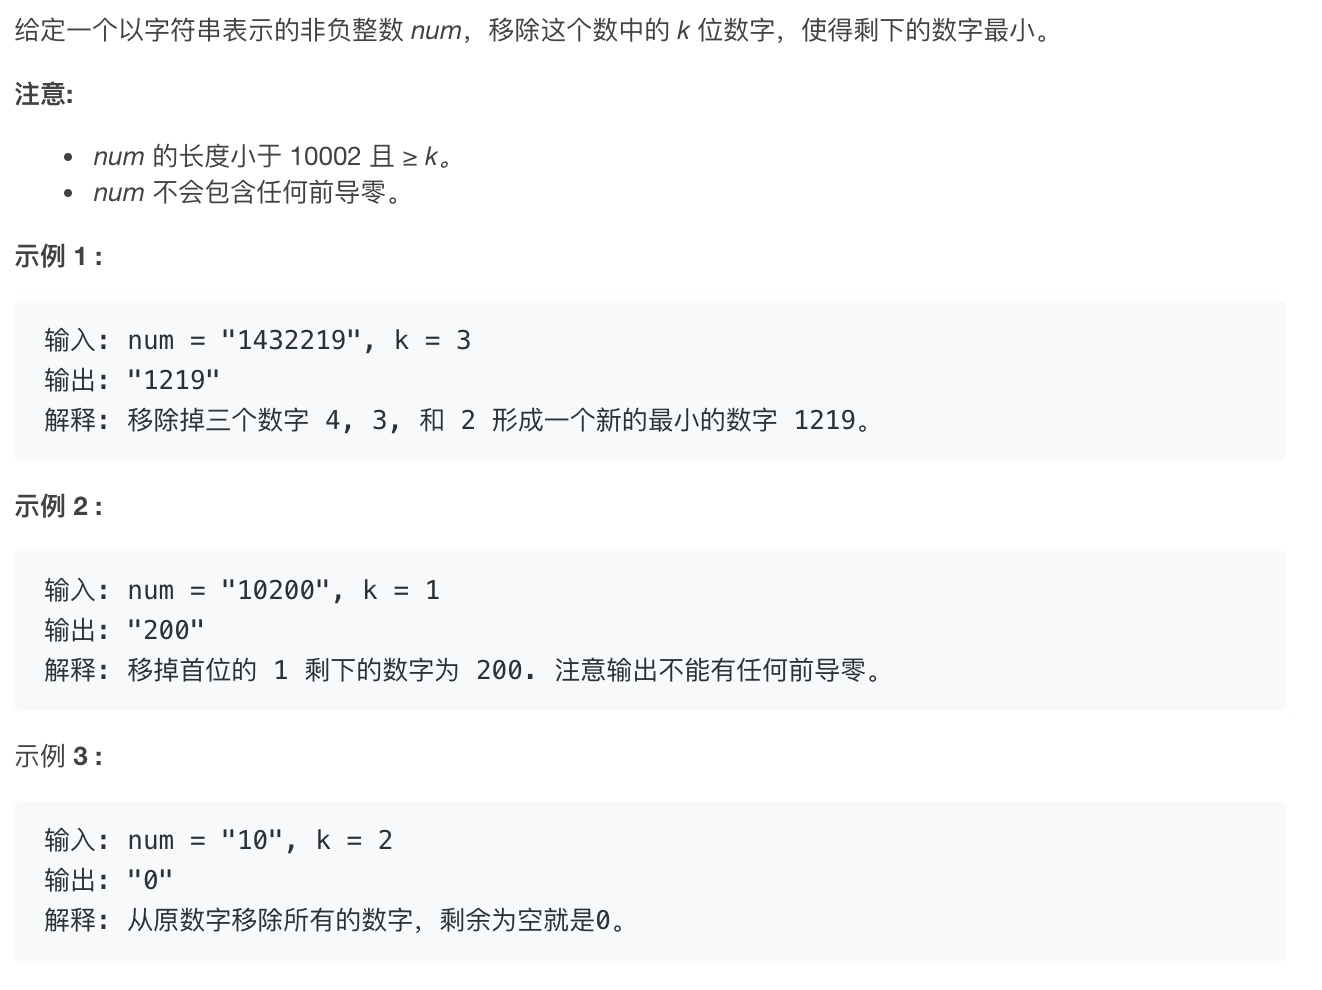 给定一个以字符串表示的非负整数 num，移除这个数中的 k 位数字，使得剩下的数字最小。
注意:
• num 的长度小于 10002 且 ≥ k。
• num 不会包含任何前导零。
示例 1 :
输入: num = "1432219", k = 3
输出: "1219"
解释: 移除掉三个数字 4, 3, 和 2 形成一个新的最小的数字 1219。
示例 2 :
输入: num = "10200", k = 1
输出: "200"
解释: 移掉首位的 1 剩下的数字为 200. 注意输出不能有任何前导零。
示例 3 :
输入: num = "10", k = 2
输出: "0"
解释: 从原数字移除所有的数字，剩余为空就是0。